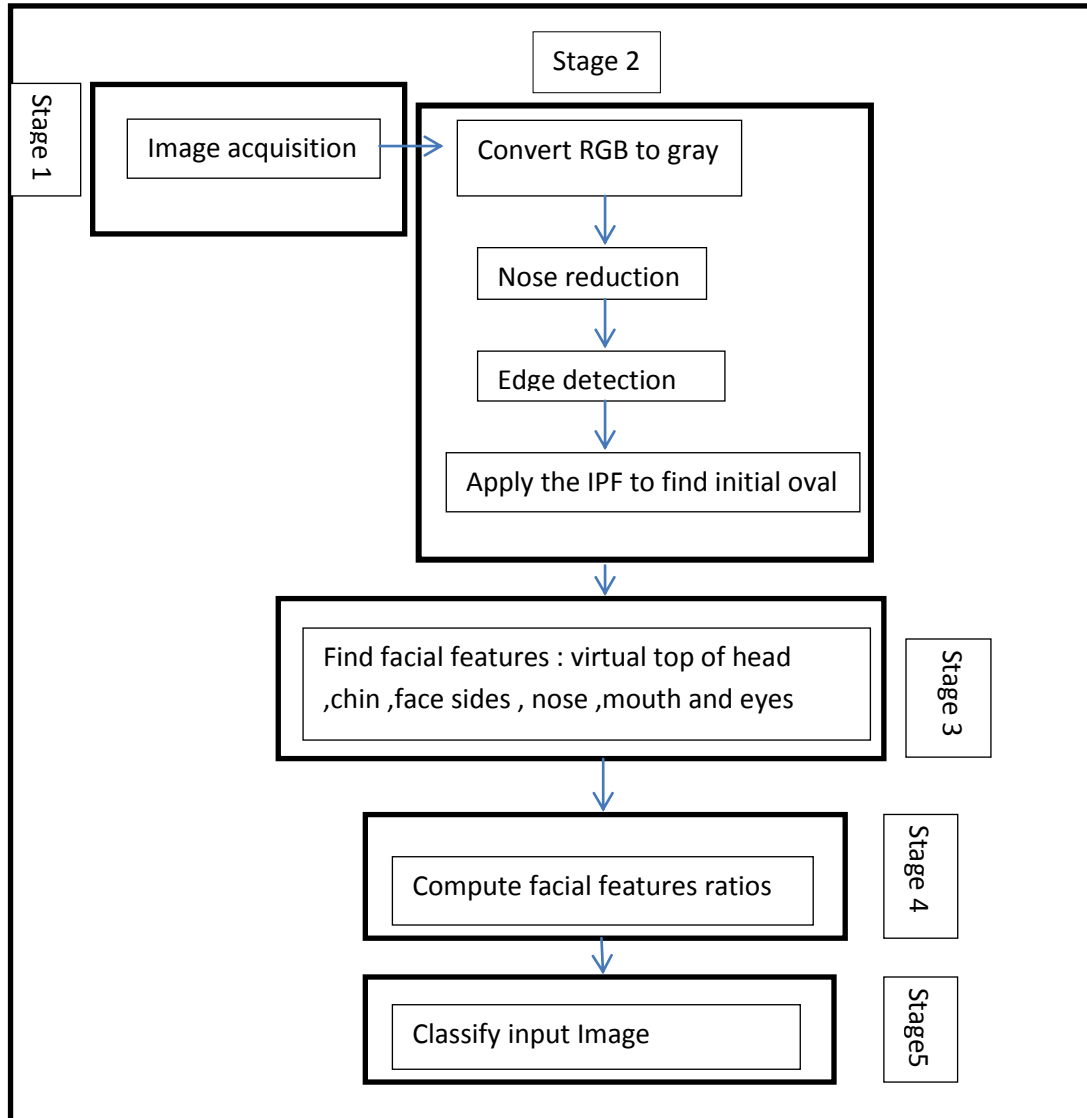 Stage 2
Stage 1
Image acquisition
Convert RGB to gray
Nose reduction
Edge detection
Apply the IPF to find initial oval
Find facial features : virtual top of head
,chin ,face sides , nose ,mouth and eyes
Stage 3
Compute facial features ratios
Stage 4
Classify input Image
Stage5